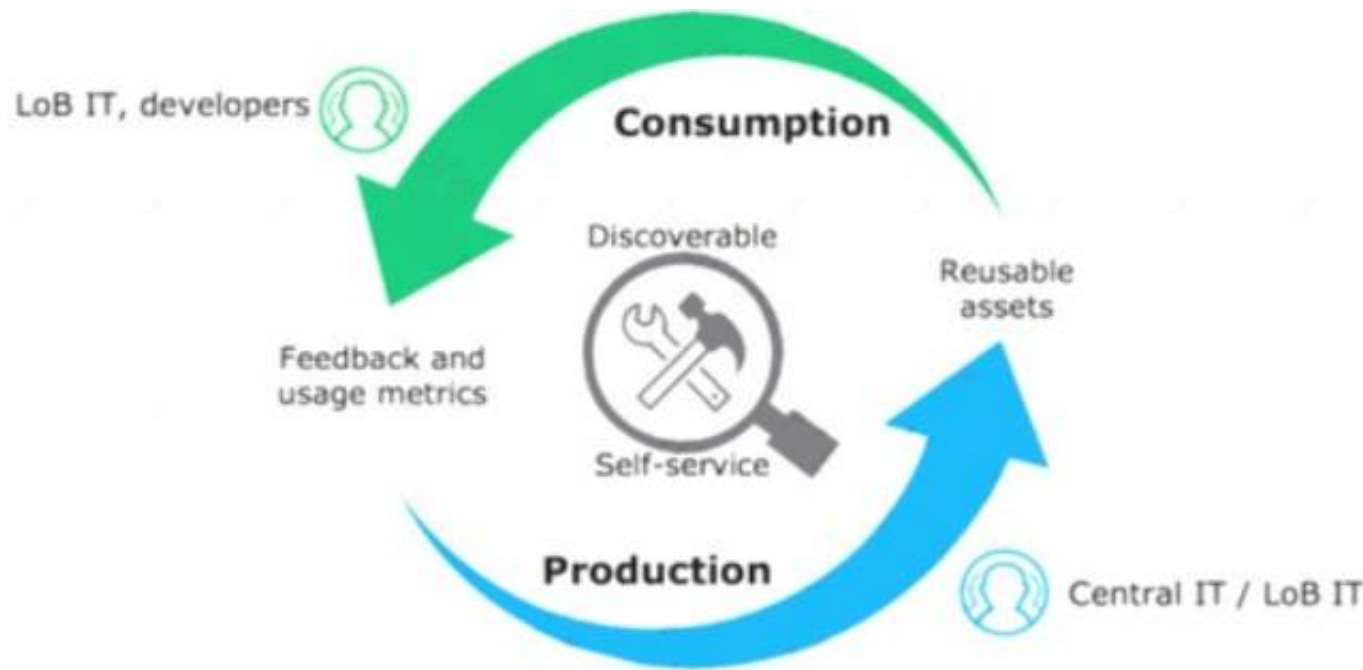 LoB IT, developers
Consumption
Discoverable
Reusable
assets
Feedback and
usage metrics
Self-service
Production
Central IT / LoB IT